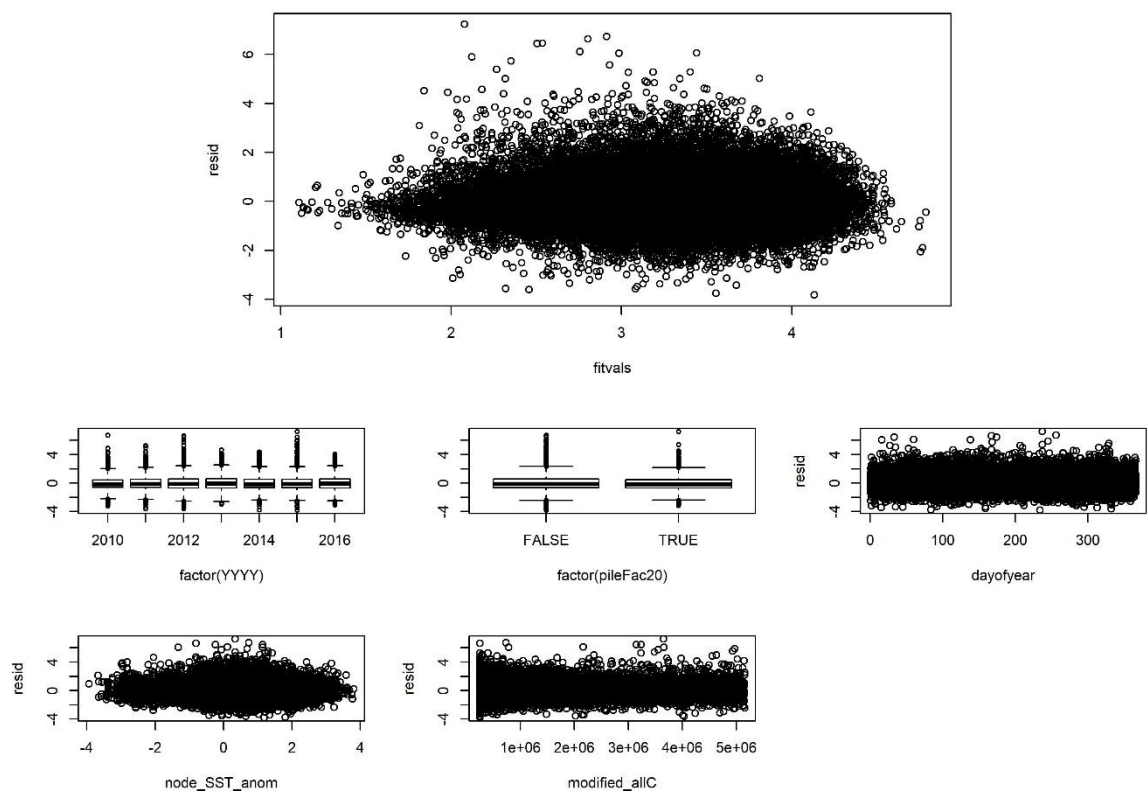 resid
6
4
2
0
-2
-4
1 2 3 4
fitvals
4
0
-4
2010 2012 2014 2016
factor(YYYY)
4
0
-4
FALSE TRUE
factor(pileFac20)
resid
4
0
-4
0 100 200 300
dayofyear
resid
4
0
-4
-4 -2 0 2 4
node_SST_anom
resid
4
0
-4
1e+06 2e+06 3e+06 4e+06 5e+06
modified_allC